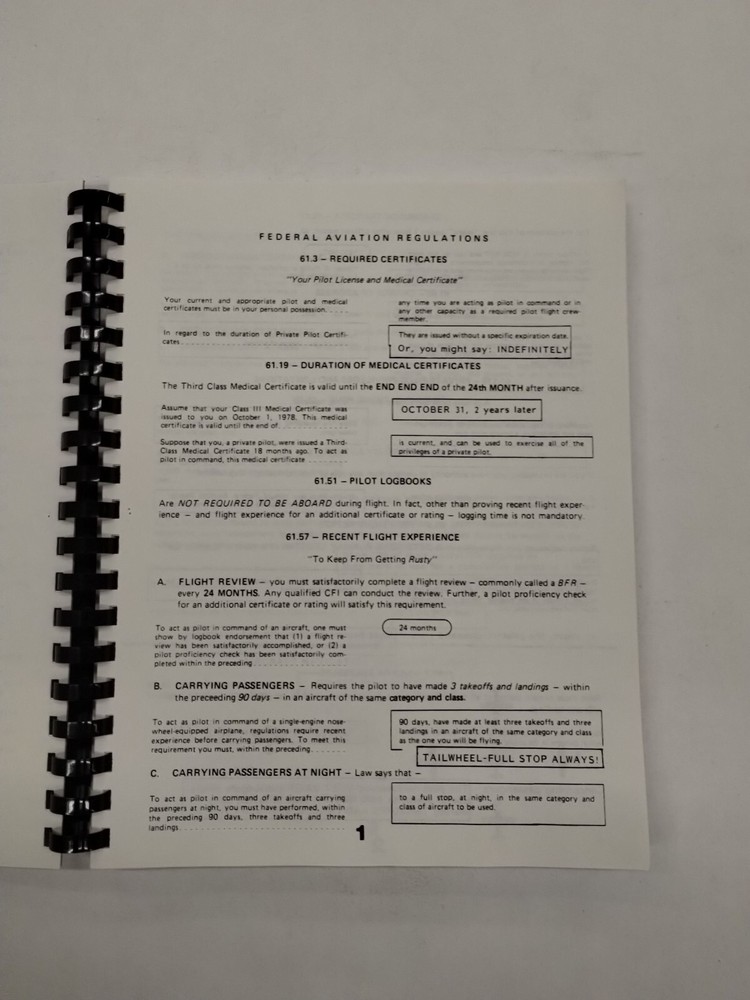 FEDERAL AVIATION REGULATIONS
61.3 – REQUIRED CERTIFICATES
"Your Pilot License and Medical Certificate"
Your current and appropriate pilot and medical
certificates must be in your personal possession. . . . . .
any time you are acting as pilot in command or in
any other capacity as a required pilot flight crew-
member.
In regard to the duration of Private Pilot Certifi-
cates. . . . . . . . . . . . . . . . . . . . . . . . . . . . . .
They are issued without a specific expiration date.
Or, you might say: INDEFINITELY
61.19 – DURATION OF MEDICAL CERTIFICATES
The Third Class Medical Certificate is valid until the END END END of the 24th MONTH after issuance.
Assume that your Class III Medical Certificate was
issued to you on October 1, 1978. This medical
certificate is valid until the end of. . . . . . . . . . . . .
OCTOBER 31, 2 years later
Suppose that you, a private pilot, were issued a Third-
Class Medical Certificate 18 months ago. To act as
pilot in command, this medical certificate . . . . . . . . .
is current, and can be used to exercise all of the
privileges of a private pilot.
61.51 – PILOT LOGBOOKS
Are NOT REQUIRED TO BE ABOARD during flight. In fact, other than proving recent flight exper-
ience – and flight experience for an additional certificate or rating – logging time is not mandatory.
61.57 – RECENT FLIGHT EXPERIENCE
"To Keep From Getting Rusty"
A. FLIGHT REVIEW – you must satisfactorily complete a flight review – commonly called a BFR –
every 24 MONTHS. Any qualified CFI can conduct the review. Further, a pilot proficiency check
for an additional certificate or rating will satisfy this requirement.
To act as pilot in command of an aircraft, one must
show by logbook endorsement that (1) a flight re-
view has been satisfactorily accomplished, or (2) a
pilot proficiency check has been satisfactorily com-
pleted within the preceding . . . . . . . . . . . . . . . .
24 months
B. CARRYING PASSENGERS – Requires the pilot to have made 3 takeoffs and landings – within
the preceeding 90 days – in an aircraft of the same category and class.
To act as pilot in command of a single-engine nose-
wheel-equipped airplane, regulations require recent
experience before carrying passengers. To meet this
requirement you must, within the preceding. . . . . . .
90 days, have made at least three takeoffs and three
landings in an aircraft of the same category and class
as the one you will be flying.
TAILWHEEL-FULL STOP ALWAYS!
C. CARRYING PASSENGERS AT NIGHT – Law says that –
To act as pilot in command of an aircraft carrying
passengers at night, you must have performed, within
the preceding 90 days, three takeoffs and three
landings. . . . . . . . . . . . . . . . . . . . . . . . . . . .
to a full stop, at night, in the same category and
class of aircraft to be used.
1